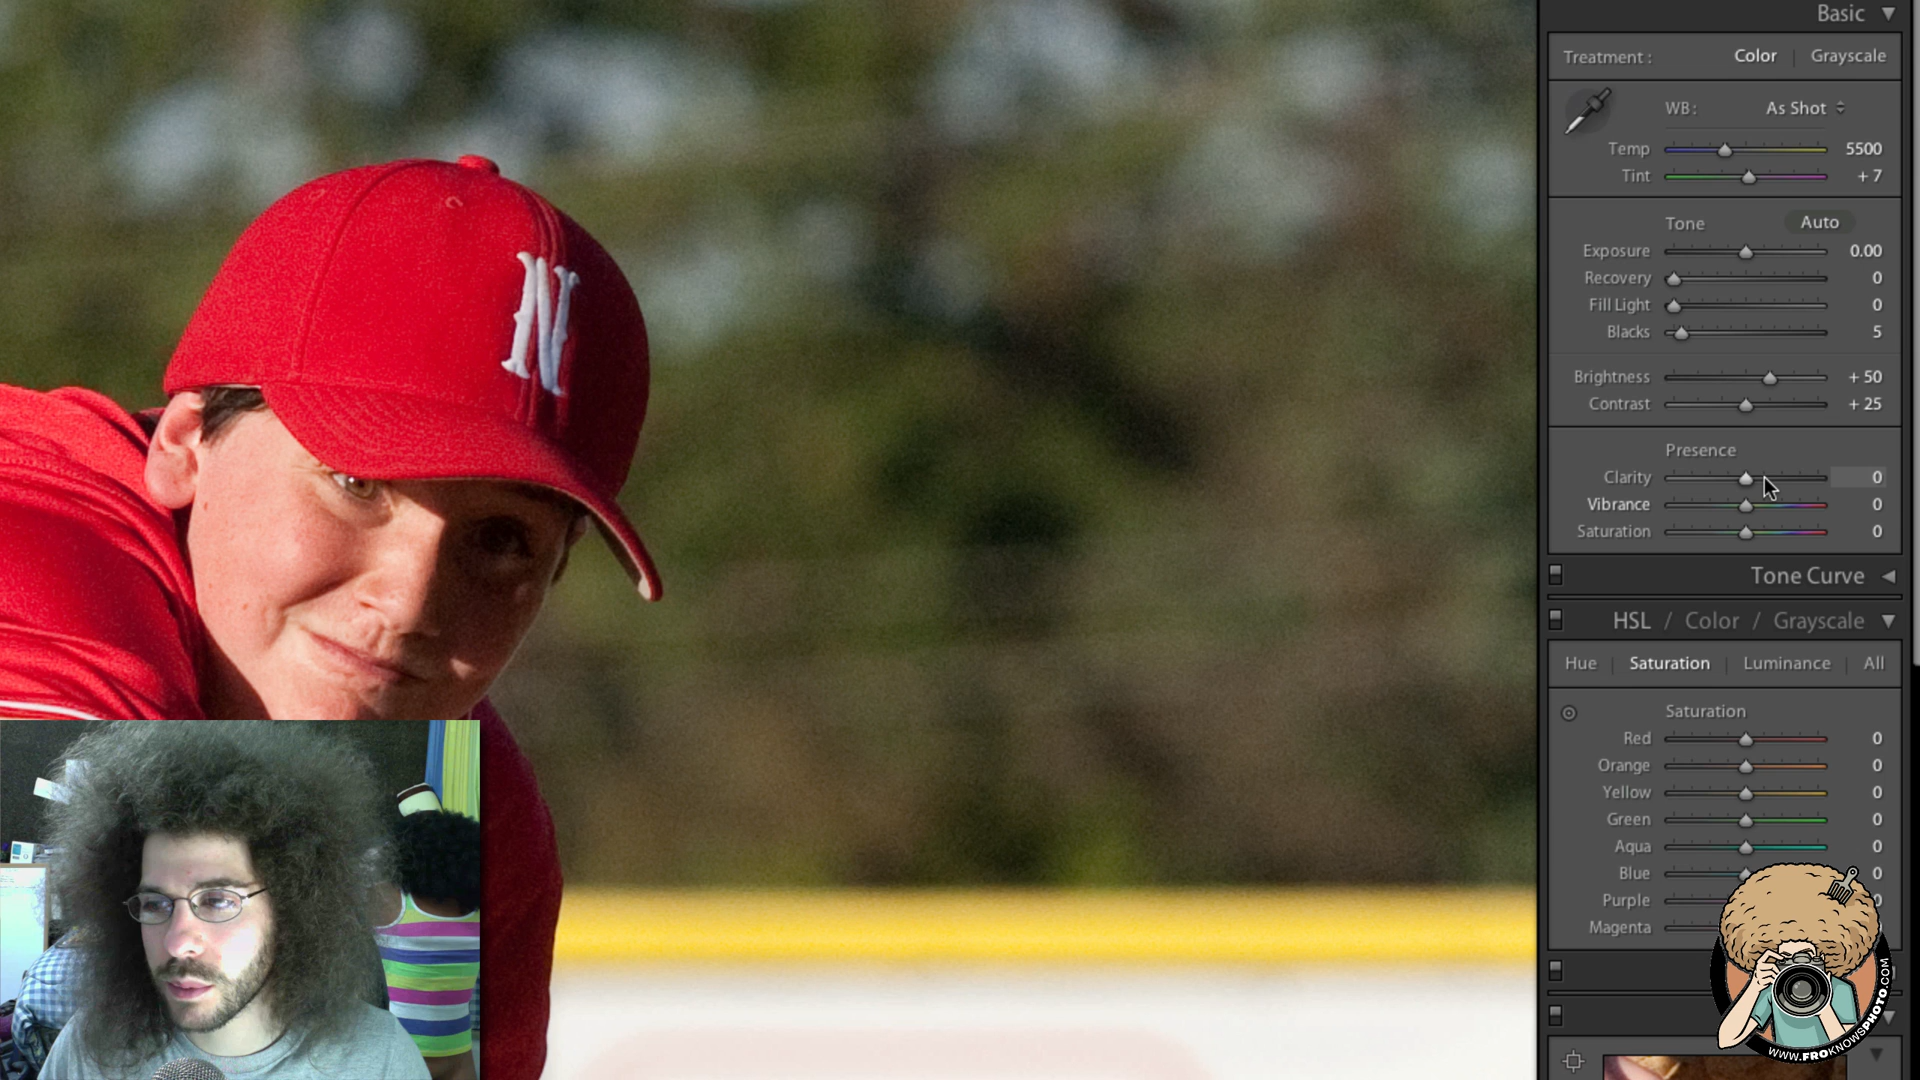 Basic
Treatment : Color | Grayscale
WB : As Shot
Temp 5500
Tint + 7
Tone Auto
Exposure 0.00
Recovery 0
Fill Light 0
Blacks 5
Brightness + 50
Contrast + 25
Presence
Clarity 0
Vibrance 0
Saturation 0
Tone Curve
HSL / Color / Grayscale
Hue | Saturation | Luminance | All
Saturation
Red 0
Orange 0
Yellow 0
Green 0
Aqua 0
Blue 0
Purple 0
Magenta
N
WWW.FROKNOWSPHOTO.COM